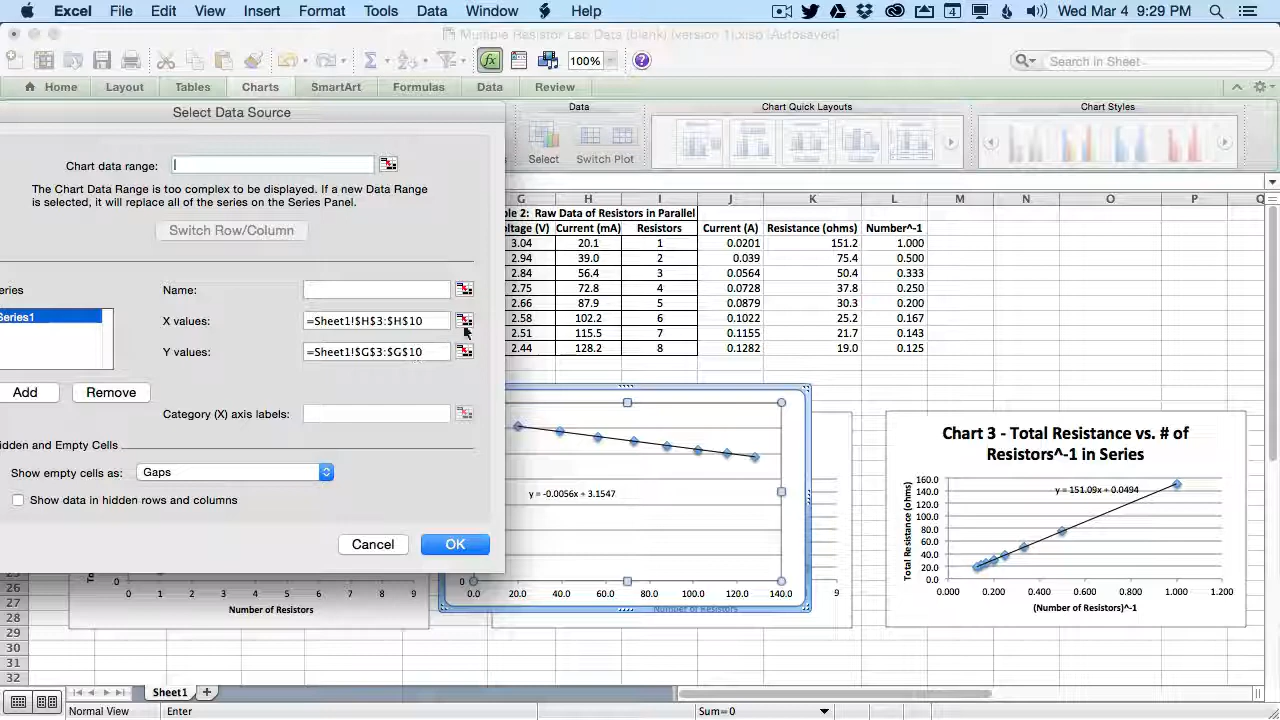 Excel File Edit View Insert Format Tools Data Window Help 4 Wed Mar 4 9:29 PM
Multiple Resistor Lab Data (blank) (version 1).xlsb [Autosaved]
100% Search in Sheet
Home Layout Tables Charts SmartArt Formulas Data Review
Data Chart Quick Layouts Chart Styles
Select Switch Plot
Select Data Source
Chart data range:
The Chart Data Range is too complex to be displayed. If a new Data Range
is selected, it will replace all of the series on the Series Panel.
Switch Row/Column
eries
Name:
Series1
X values: =Sheet1!$H$3:$H$10
Y values: =Sheet1!$G$3:$G$10
Add Remove
Category (X) axis labels:
idden and Empty Cells
Show empty cells as: Gaps
Show data in hidden rows and columns
Cancel OK
G H I J K L M N O P Q
le 2: Raw Data of Resistors in Parallel
ltage (V) Current (mA) Resistors Current (A) Resistance (ohms) Number^-1
3.04 20.1 1 0.0201 151.2 1.000
2.94 39.0 2 0.039 75.4 0.500
2.84 56.4 3 0.0564 50.4 0.333
2.75 72.8 4 0.0728 37.8 0.250
2.66 87.9 5 0.0879 30.3 0.200
2.58 102.2 6 0.1022 25.2 0.167
2.51 115.5 7 0.1155 21.7 0.143
2.44 128.2 8 0.1282 19.0 0.125
y = -0.0056x + 3.1547
0
0.0 20.0 40.0 60.0 80.0 100.0 120.0 140.0
9
Number of Resistors
Chart 3 - Total Resistance vs. # of
Resistors^-1 in Series
y = 151.09x + 0.0494
Total Resistance (ohms)
160.0
140.0
120.0
100.0
80.0
60.0
40.0
20.0
0.0
0.000 0.200 0.400 0.600 0.800 1.000 1.200
(Number of Resistors)^-1
0
0 1 2 3 4 5 6 7 8 9
Number of Resistors
26
27
28
29
30
31
32
Sheet1
Normal View Enter Sum=0